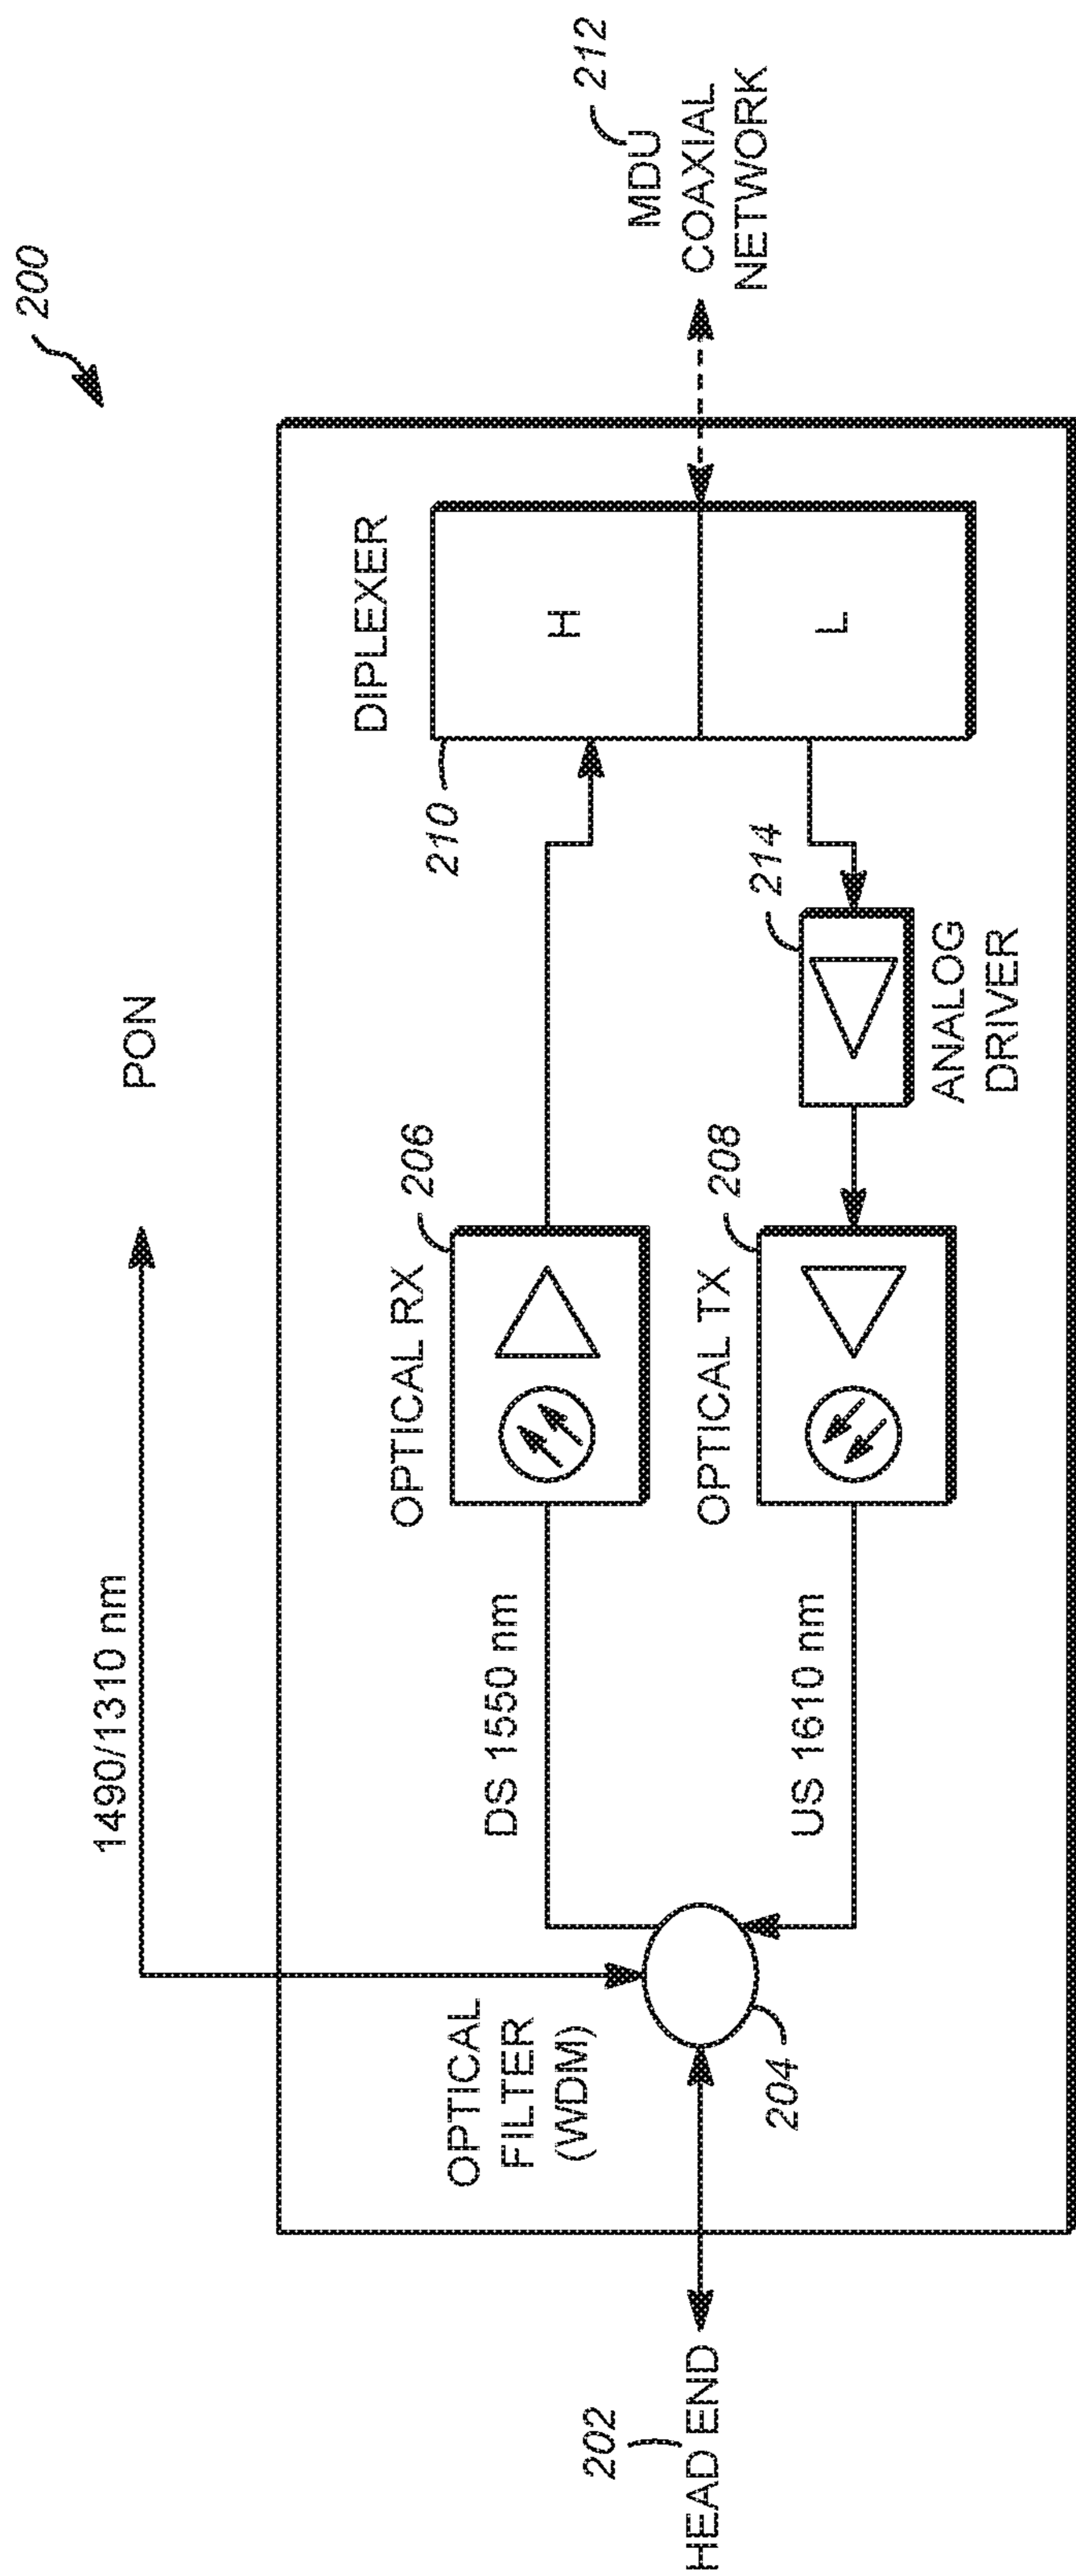 200
1490/1310 nm
PON
OPTICAL
FILTER
(WDM)
204
202
HEAD END
DS 1550 nm
OPTICAL RX
206
US 1610 nm
OPTICAL TX
208
214
ANALOG
DRIVER
DIPLEXER
210
H
L
212
MDU
COAXIAL
NETWORK